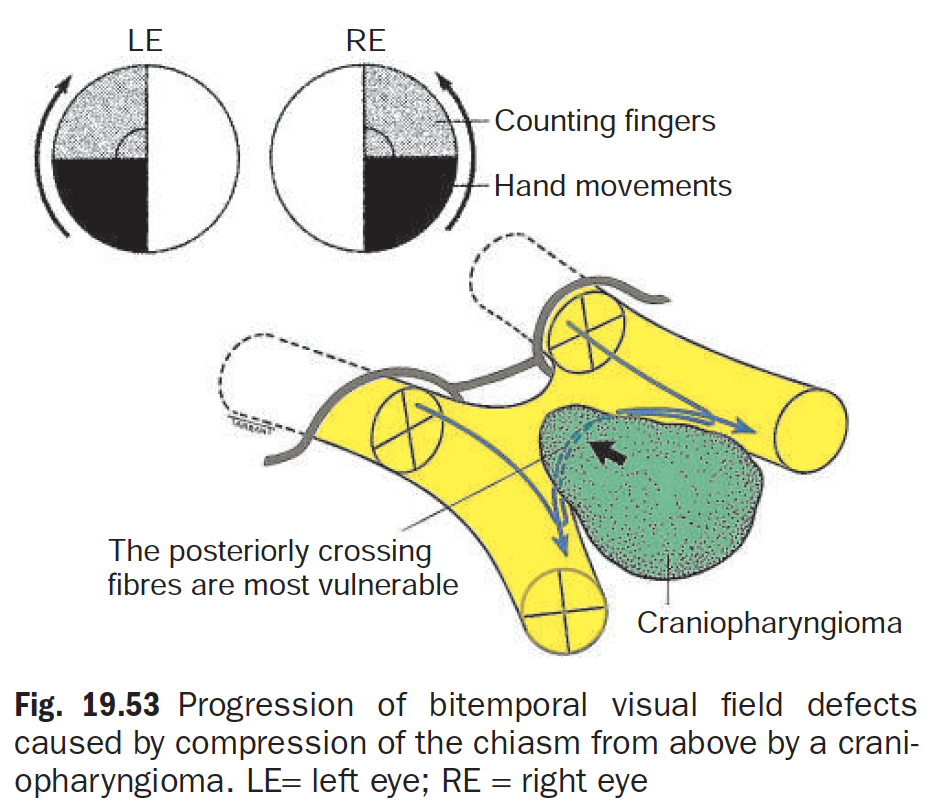 LE RE
Counting fingers
Hand movements
The posteriorly crossing
fibres are most vulnerable
Craniopharyngioma
Fig. 19.53 Progression of bitemporal visual field defects
caused by compression of the chiasm from above by a crani-
opharyngioma. LE= left eye; RE = right eye